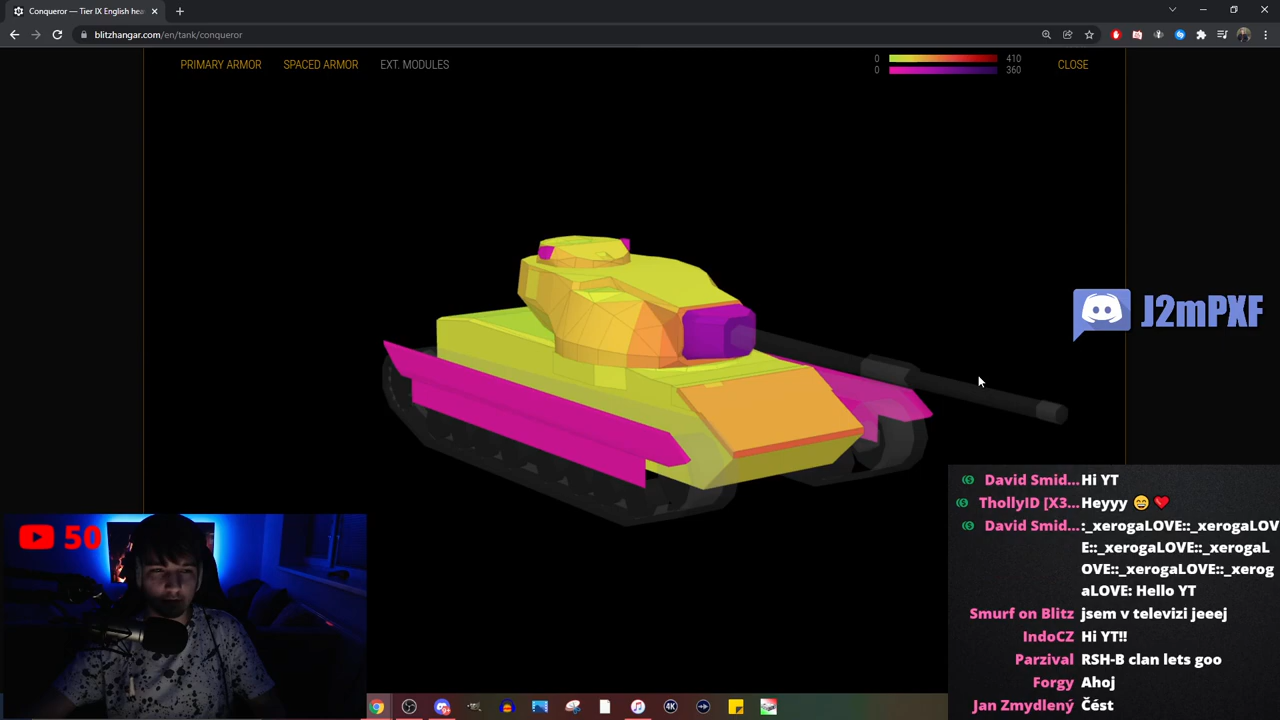 Conqueror — Tier IX English hea
blitzhangar.com/en/tank/conqueror
PRIMARY ARMOR
SPACED ARMOR
EXT. MODULES
0
410
0
360
CLOSE
J2mPXF
David Smid... Hi YT
ThollyID [X3... Heyyy 😁 ❤️
David Smid... :_xerogaLOVE::_xerogaLOV
E::_xerogaLOVE::_xerogaL
OVE::_xerogaLOVE::_xerog
aLOVE: Hello YT
Smurf on Blitz jsem v televizi jeeej
IndoCZ Hi YT!!
Parzival RSH-B clan lets goo
Forgy Ahoj
Jan Zmydlený Čést
50
4K